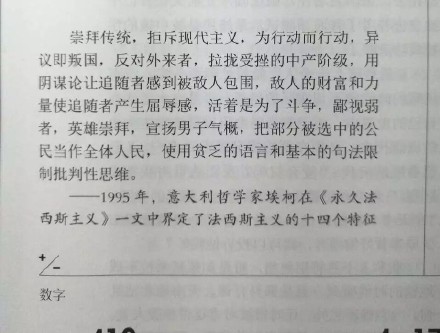 崇拜传统，拒斥现代主义，为行动而行动，异
议即叛国，反对外来者，拉拢受挫的中产阶级，用
阴谋论让追随者感到被敌人包围，敌人的财富和力
量使追随者产生屈辱感，活着是为了斗争，鄙视弱
者，英雄崇拜，宣扬男子气概，把部分被选中的公
民当作全体人民，使用贫乏的语言和基本的句法限
制批判性思维。
——1995 年，意大利哲学家埃柯在《永久法
西斯主义》一文中界定了法西斯主义的十四个特征
+/-
数字